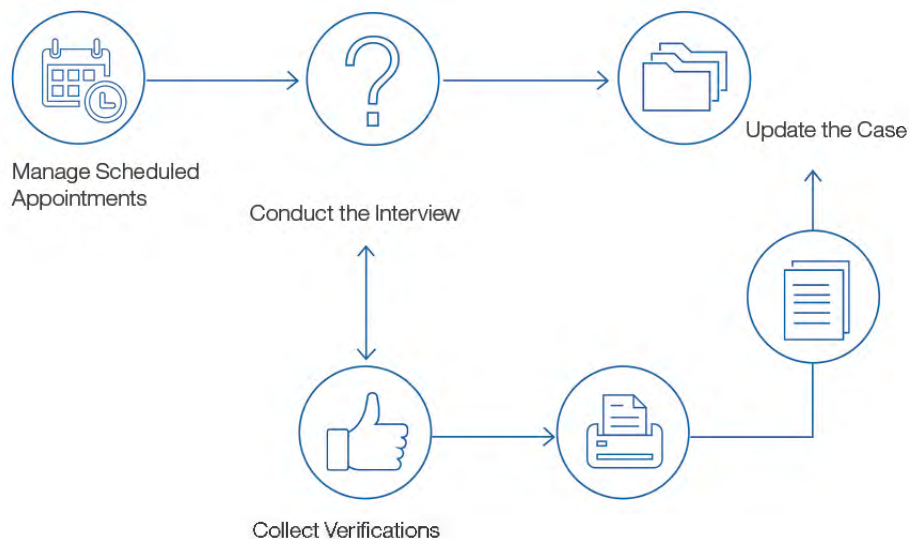 Manage Scheduled
Appointments
Conduct the Interview
Update the Case
Collect Verifications